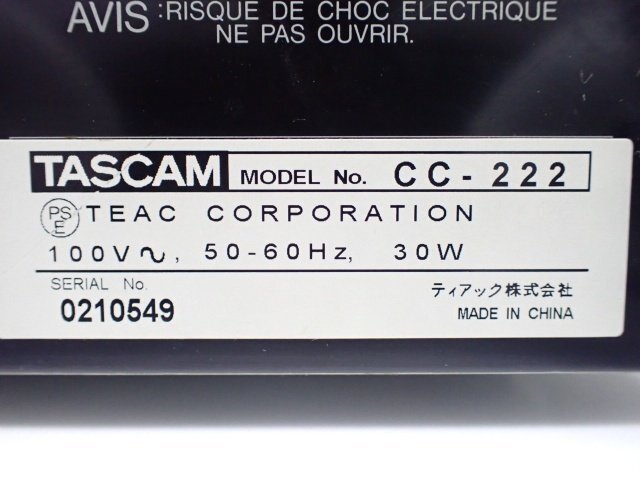 AVIS :RISQUE DE CHOC ELECTRIQUE
NE PAS OUVRIR.
TASCAM MODEL No. CC-222
PS E TEAC CORPORATION
100V∿, 50-60Hz, 30W
SERIAL No.
0210549
ティアック株式会社
MADE IN CHINA